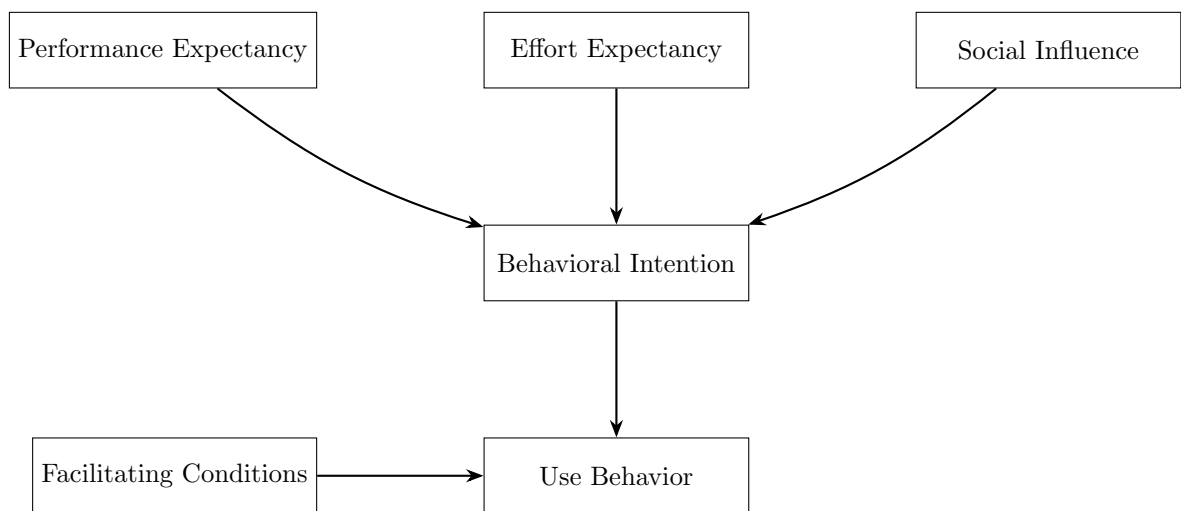 Performance Expectancy
Effort Expectancy
Social Influence
Behavioral Intention
Facilitating Conditions
Use Behavior